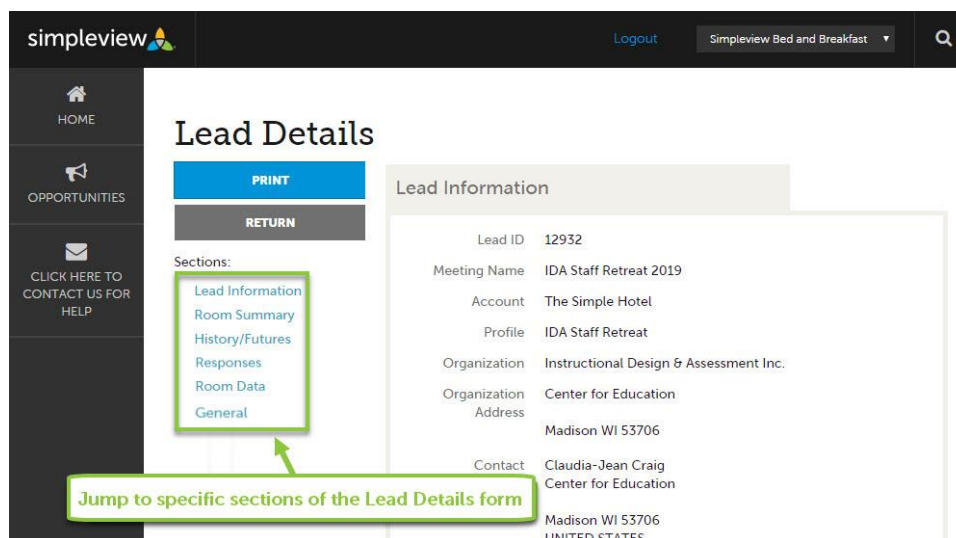 simpleview
Logout
Simpleview Bed and Breakfast
HOME
OPPORTUNITIES
CLICK HERE TO
CONTACT US FOR
HELP
Lead Details
PRINT
RETURN
Sections:
Lead Information
Room Summary
History/Futures
Responses
Room Data
General
Jump to specific sections of the Lead Details form
Lead Information
Lead ID 12932
Meeting Name IDA Staff Retreat 2019
Account The Simple Hotel
Profile IDA Staff Retreat
Organization Instructional Design & Assessment Inc.
Organization Center for Education
Address
Madison WI 53706
Contact Claudia-Jean Craig
Center for Education
Madison WI 53706
UNITED STATES